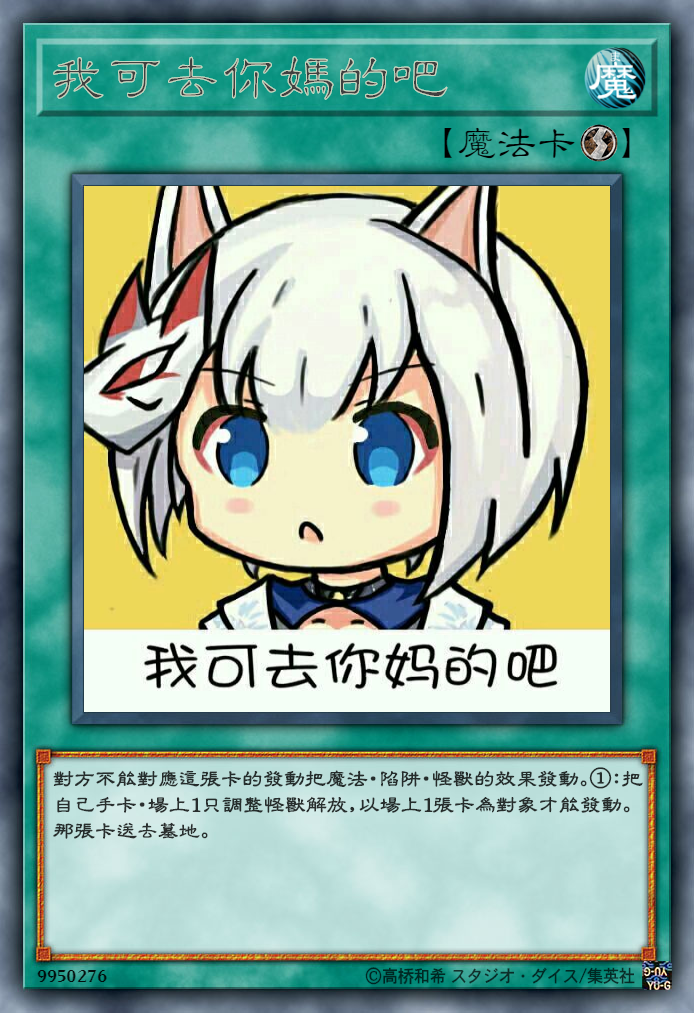 我可去你媽的吧
魔
【魔法卡】
我可去你妈的吧
對方不能對應這張卡的發動把魔法·陷阱·怪獸的效果發動。①：把
自己手卡·場上1只調整怪獸解放，以場上1張卡為對象才能發動。
那張卡送去墓地。
9950276
©高桥和希 スタジオ・ダイス/集英社